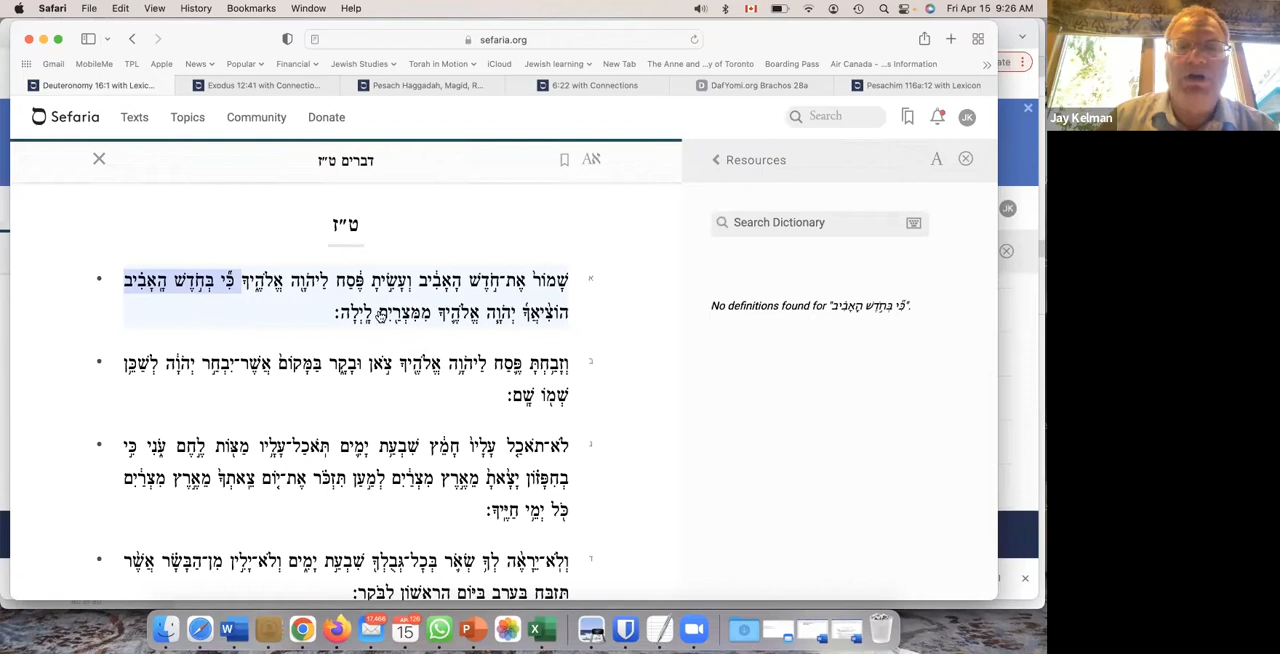 Safari File Edit View History Bookmarks Window Help Fri Apr 15 9:26 AM
sefaria.org
Gmail MobileMe TPL Apple News Popular Financial Jewish Studies Torah in Motion iCloud Jewish learning New Tab The Anne and ...y of Toronto Boarding Pass Air Canada - ...s Information
Deuteronomy 16:1 with Lexic... Exodus 12:41 with Connectio... Pesach Haggadah, Magid, R... 6:22 with Connections DafYomi.org Brachos 28a Pesachim 116a:12 with Lexicon
Sefaria Texts Topics Community Donate Search JK
דברים ט״ז
Aא
Resources A
ט״ז
Search Dictionary
א שָׁמוֹר֙ אֶת־חֹ֣דֶשׁ הָאָבִ֔יב וְעָשִׂ֣יתָ פֶּ֔סַח לַיהֹוָ֖ה אֱלֹהֶ֑יךָ כִּ֞י בְּחֹ֣דֶשׁ הָֽאָבִ֗יב
הוֹצִ֨יאֲךָ֜ יְהֹוָ֧ה אֱלֹהֶ֛יךָ מִמִּצְרַ֖יִם לָֽיְלָה׃
No definitions found for "כִּ֞י בְּחֹ֣דֶשׁ הָֽאָבִ֗יב".
ב וְזָבַ֥חְתָּ פֶּ֛סַח לַיהֹוָ֥ה אֱלֹהֶ֖יךָ צֹ֣אן וּבָקָ֑ר בַּמָּקוֹם֙ אֲשֶׁר־יִבְחַ֣ר יְהֹוָ֔ה לְשַׁכֵּ֥ן
שְׁמ֖וֹ שָֽׁם׃
ג לֹא־תֹאכַ֤ל עָלָיו֙ חָמֵ֔ץ שִׁבְעַ֥ת יָמִ֛ים תֹּֽאכַל־עָלָ֥יו מַצּ֖וֹת לֶ֣חֶם עֹ֑נִי כִּ֣י
בְחִפָּז֗וֹן יָצָ֙אתָ֙ מֵאֶ֣רֶץ מִצְרַ֔יִם לְמַ֣עַן תִּזְכֹּ֗ר אֶת־י֤וֹם צֵֽאתְךָ֙ מֵאֶ֣רֶץ מִצְרַ֔יִם
כֹּ֖ל יְמֵ֥י חַיֶּֽיךָ׃
ד וְלֹא־יֵרָאֶ֨ה לְךָ֥ שְׂאֹ֛ר בְּכׇל־גְּבֻלְךָ֖ שִׁבְעַ֣ת יָמִ֑ים וְלֹא־יָלִ֣ין מִן־הַבָּשָׂ֗ר אֲשֶׁ֨ר
תִּזְבַּ֥ח בָּעֶ֛רֶב בַּיּ֥וֹם הָרִאשׁ֖וֹן לַבֹּֽקֶר׃
Jay Kelman
JK
17,466
15